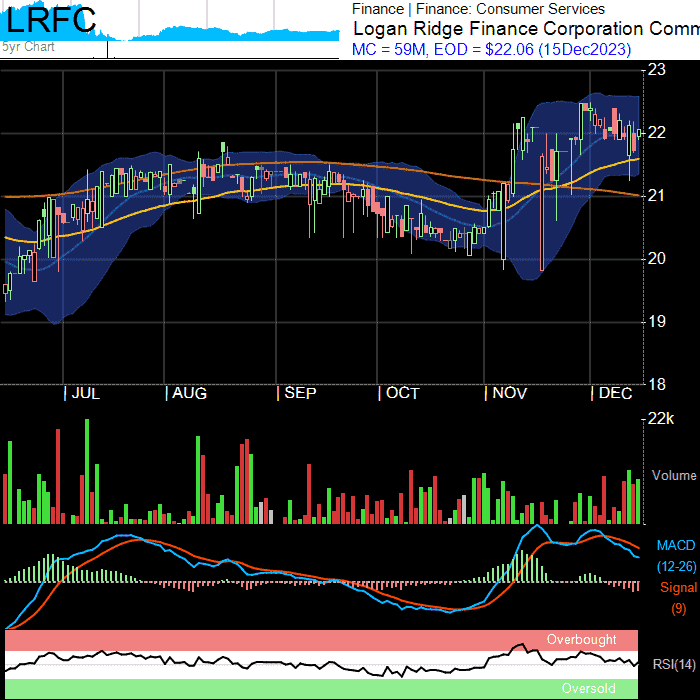 LRFC
5yr Chart
Finance | Finance: Consumer Services
Logan Ridge Finance Corporation Comm
MC = 59M, EOD = $22.06 (15Dec2023)
23
22
21
20
19
18
| JUL | AUG | SEP | OCT | NOV | DEC
22k
Volume
MACD
(12-26)
Signal
(9)
Overbought
RSI(14)
Oversold